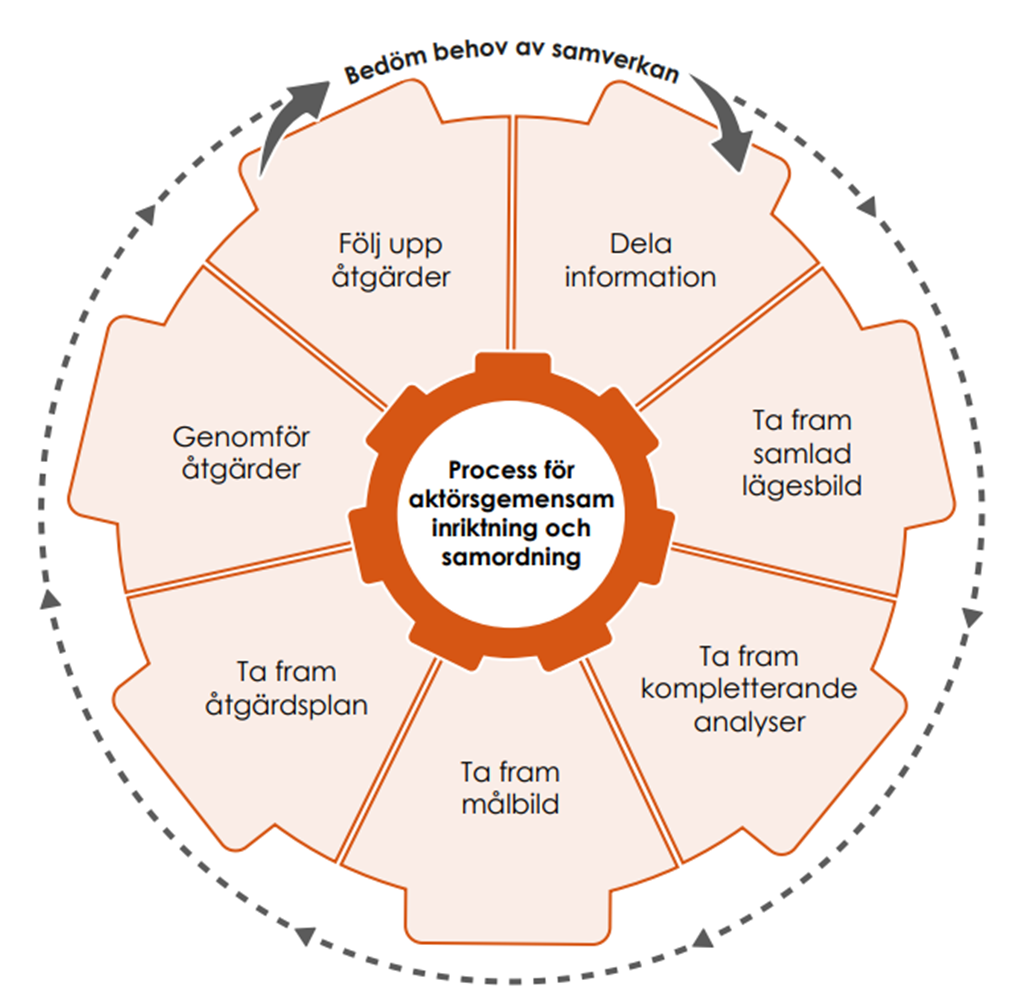 Bedöm behov av samverkan
Dela
information
Ta fram
samlad
lägesbild
Ta fram
kompletterande
analyser
Ta fram
målbild
Ta fram
åtgärdsplan
Genomför
åtgärder
Följ upp
åtgärder
Process för
aktörsgemensam
inriktning och
samordning